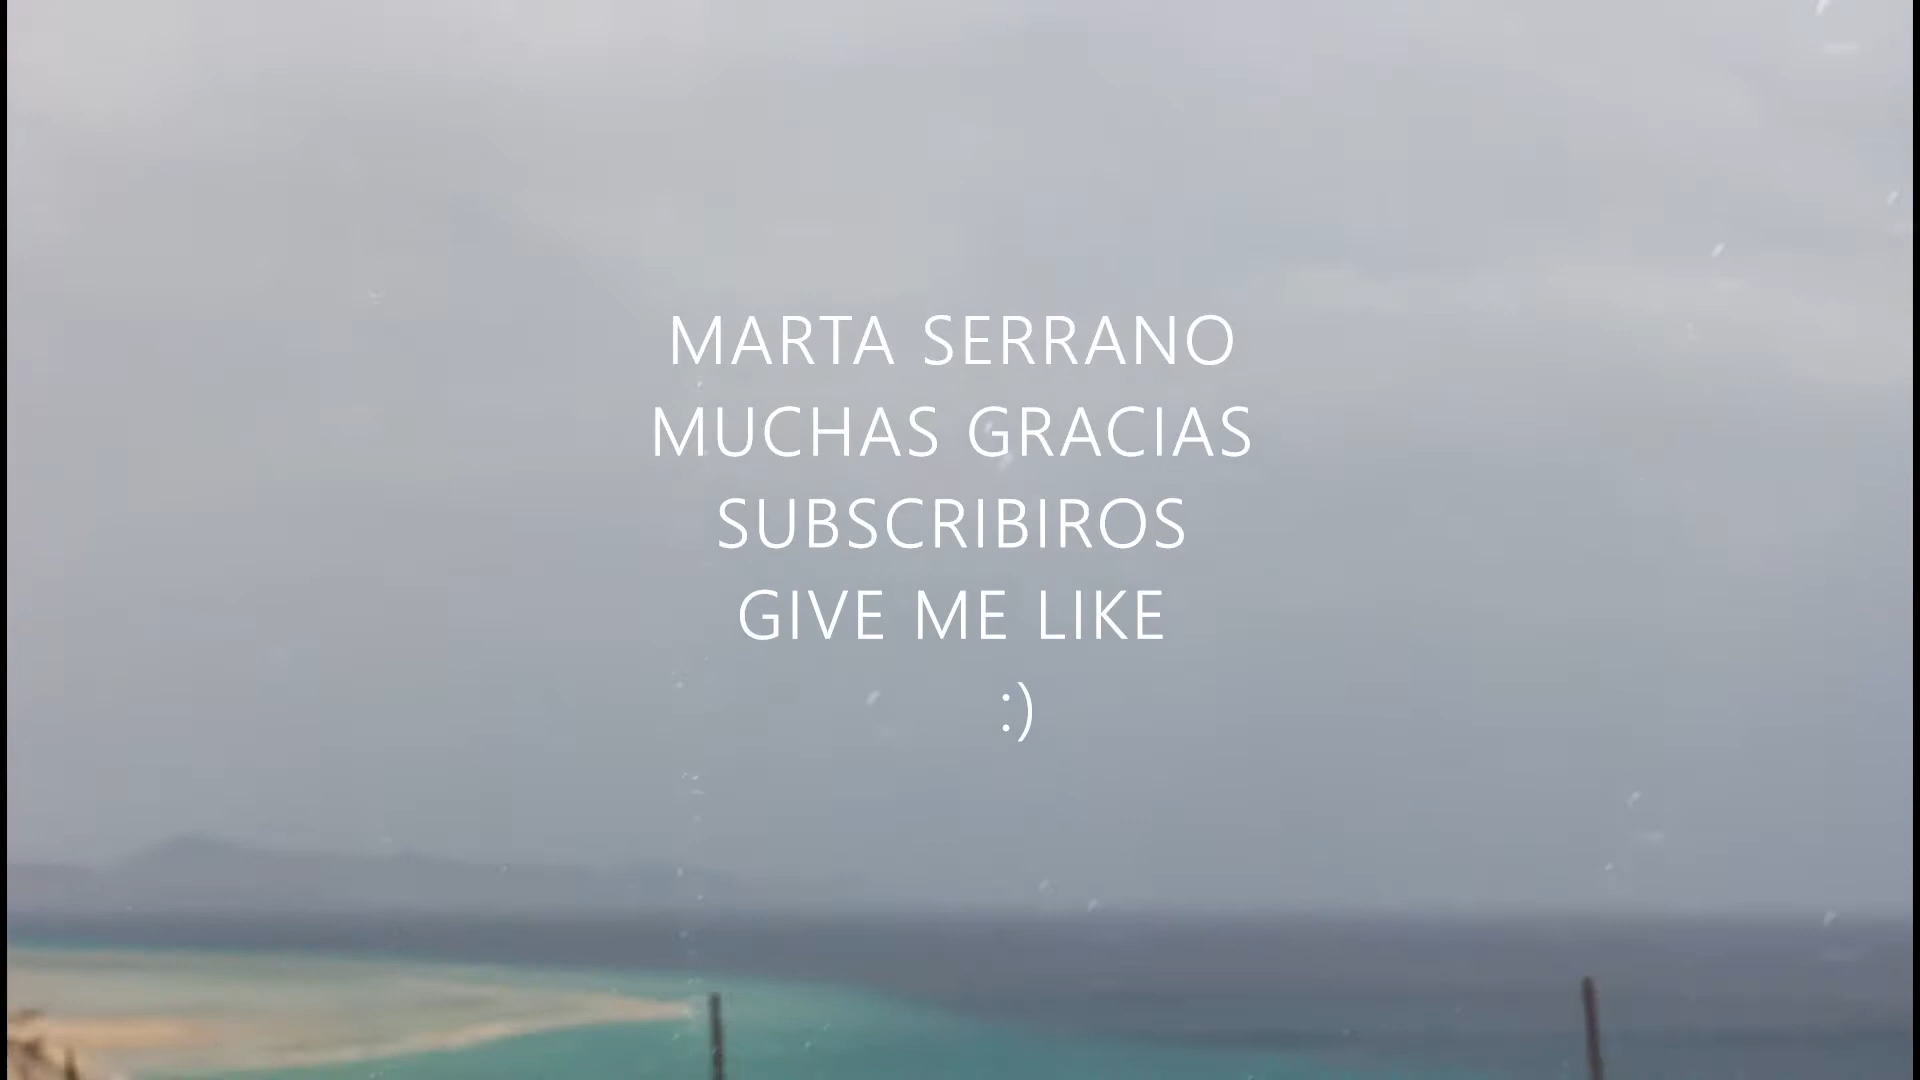 MARTA SERRANO
MUCHAS GRACIAS
SUBSCRIBIROS
GIVE ME LIKE
:)